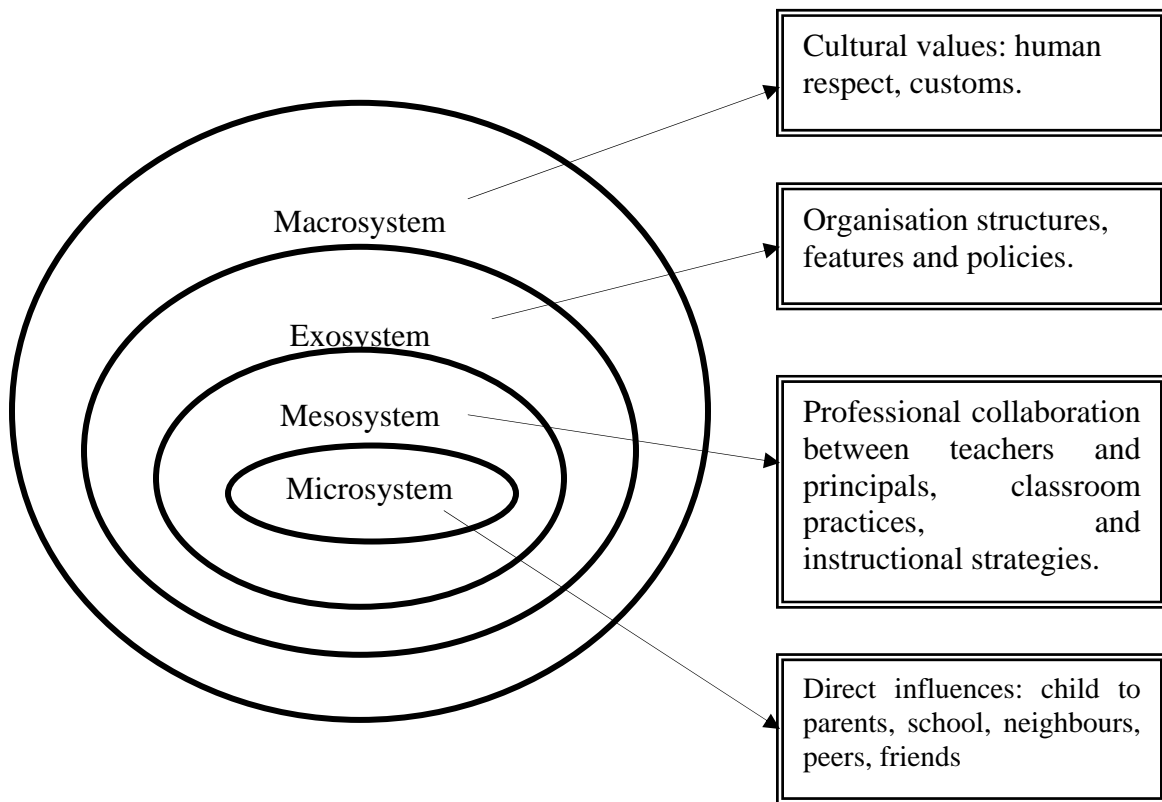 Cultural values: human
respect, customs.
Macrosystem
Organisation structures,
features and policies.
Exosystem
Mesosystem
Professional collaboration
between teachers and
principals, classroom
practices, and
instructional strategies.
Microsystem
Direct influences: child to
parents, school, neighbours,
peers, friends